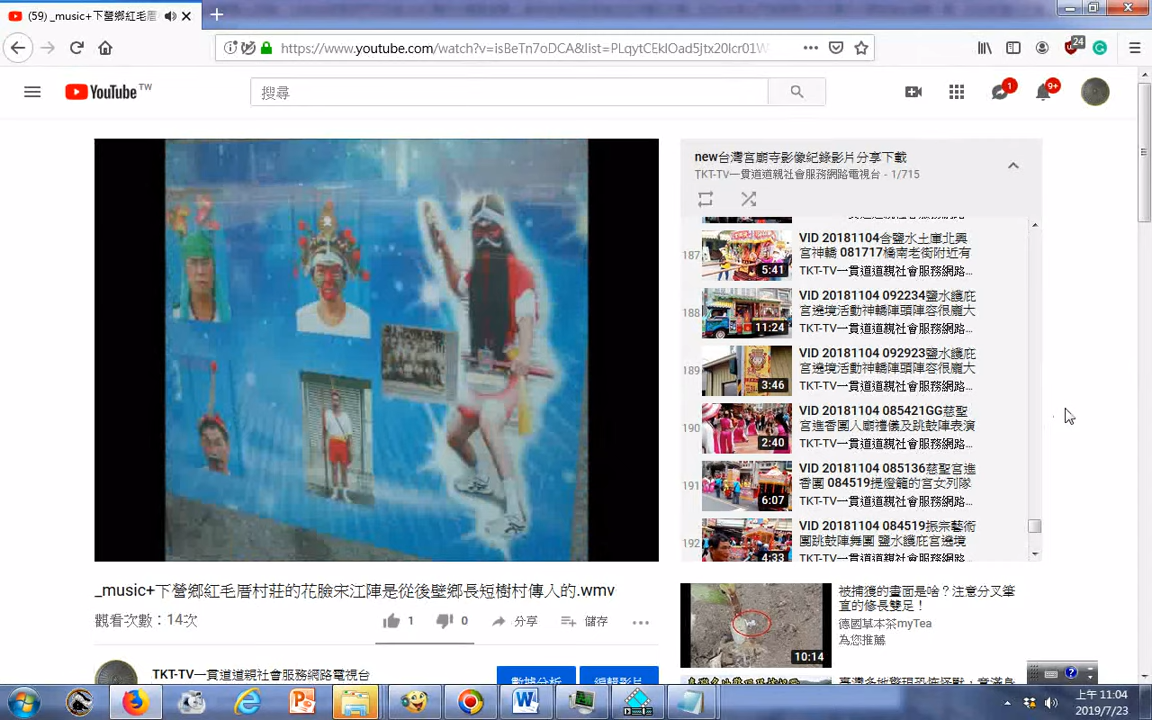 (59) _music+下營鄉紅毛厝
https://www.youtube.com/watch?v=isBeTn7oDCA&list=PLqytCEklOad5Jtx20Icr01W
24
YouTube TW
搜尋
1
9+
new台灣宮廟寺影像紀錄影片分享下載
TKT-TV一貫道道親社會服務網路電視台 - 1/715
187
VID 20181104含鹽水土庫北興
宮神轎 081717橋南老街附近有
5:41
TKT-TV一貫道道親社會服務網路...
188
VID 20181104 092234鹽水護庇
宮遶境活動神轎陣頭陣容很龐大
11:24
TKT-TV一貫道道親社會服務網路...
189
VID 20181104 092923鹽水護庇
宮遶境活動神轎陣頭陣容很龐大
3:46
TKT-TV一貫道道親社會服務網路...
190
VID 20181104 085421GG慈聖
宮進香團入廟禮儀及跳鼓陣表演
2:40
TKT-TV一貫道道親社會服務網路...
191
VID 20181104 085136慈聖宮進
香團 084519提燈籠的宮女列隊
6:07
TKT-TV一貫道道親社會服務網路...
192
VID 20181104 084519振宗藝術
團跳鼓陣舞團 鹽水護庇宮遶境
4:33
TKT-TV一貫道道親社會服務網路...
_music+下營鄉紅毛厝村莊的花臉宋江陣是從後壁鄉長短樹村傳入的.wmv
觀看次數：14次
1
0
分享
儲存
TKT-TV一貫道道親社會服務網路電視台
數據分析
編輯影片
被捕獲的畫面是啥？注意分叉筆
直的修長雙足！
德國草本茶myTea
為您推薦
10:14
上午 11:04
2019/7/23